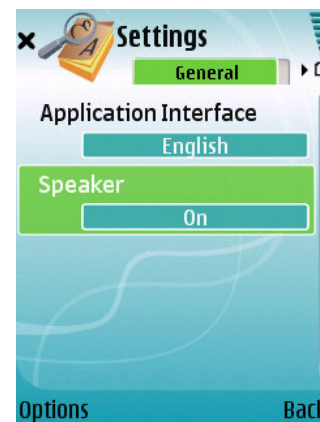 Settings
General
Application Interface
English
Speaker
On
Options